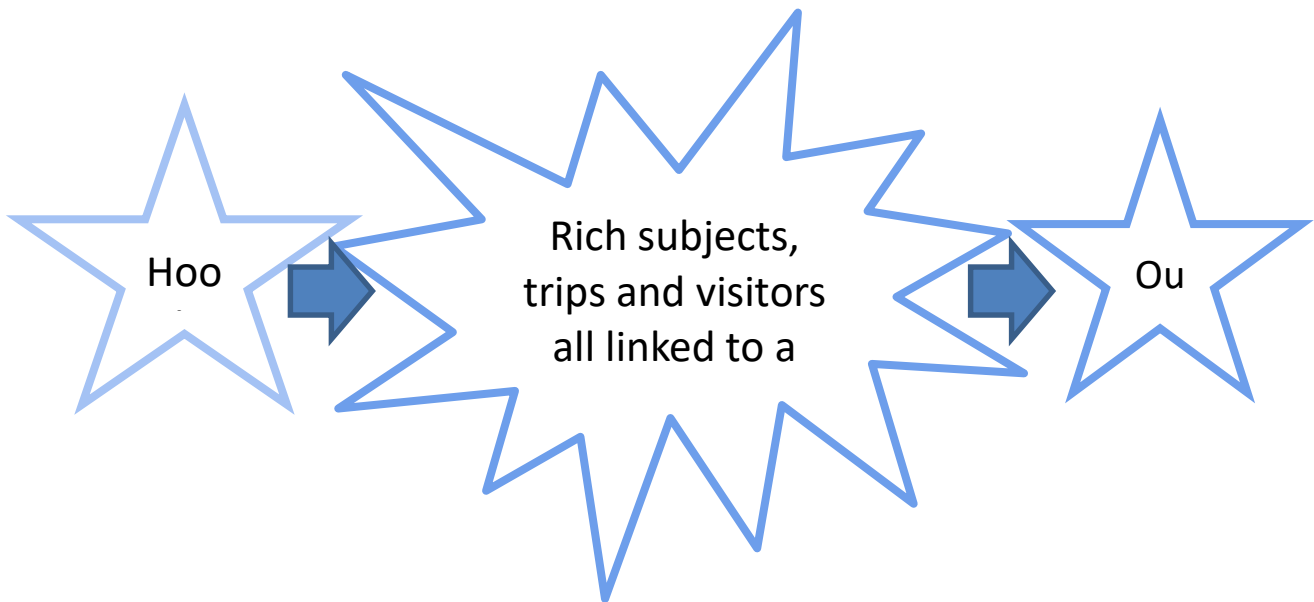 Hoo
Rich subjects,
trips and visitors
all linked to a
Ou